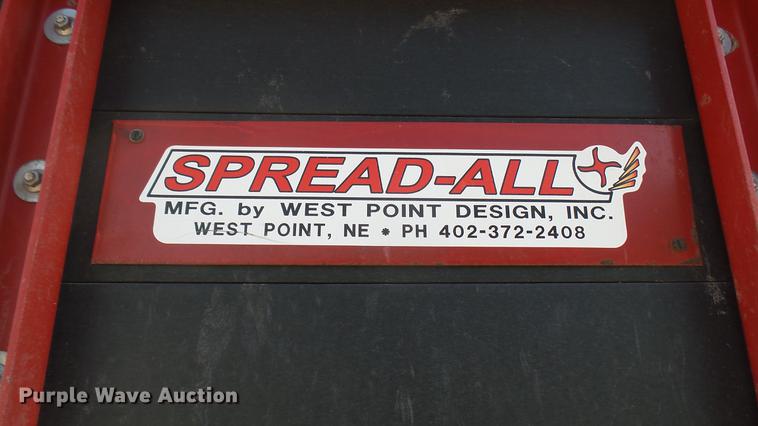 SPREAD-ALL
MFG. by WEST POINT DESIGN, INC.
WEST POINT, NE * PH 402-372-2408
Purple Wave Auction